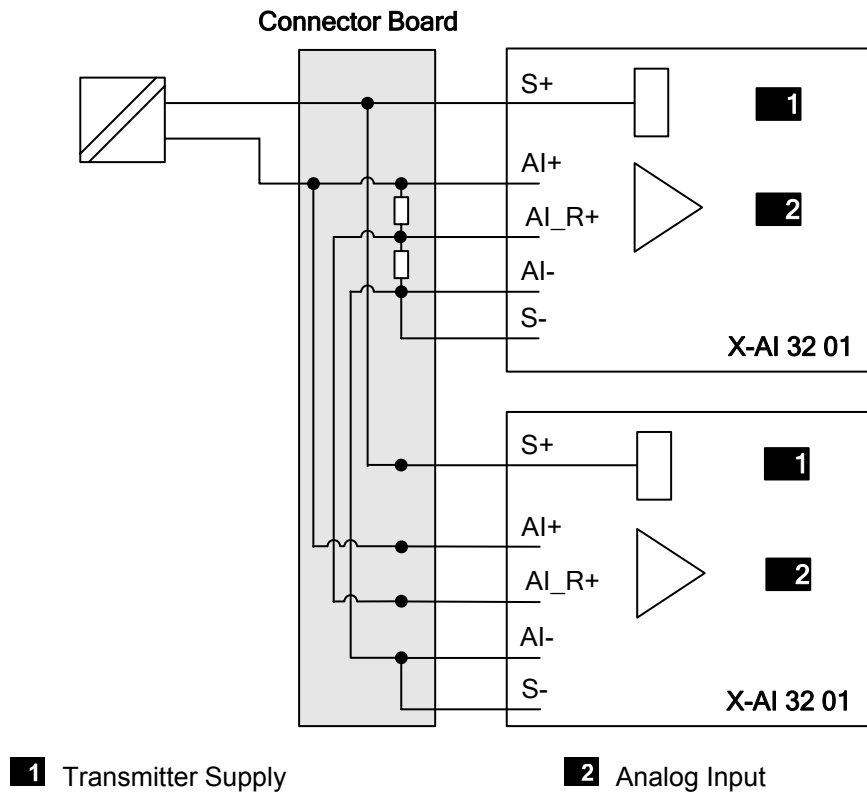 Connector Board
S+
1
AI+
2
AI_R+
AI-
S-
X-AI 32 01
S+
1
AI+
2
AI_R+
AI-
S-
X-AI 32 01
1 Transmitter Supply
2 Analog Input